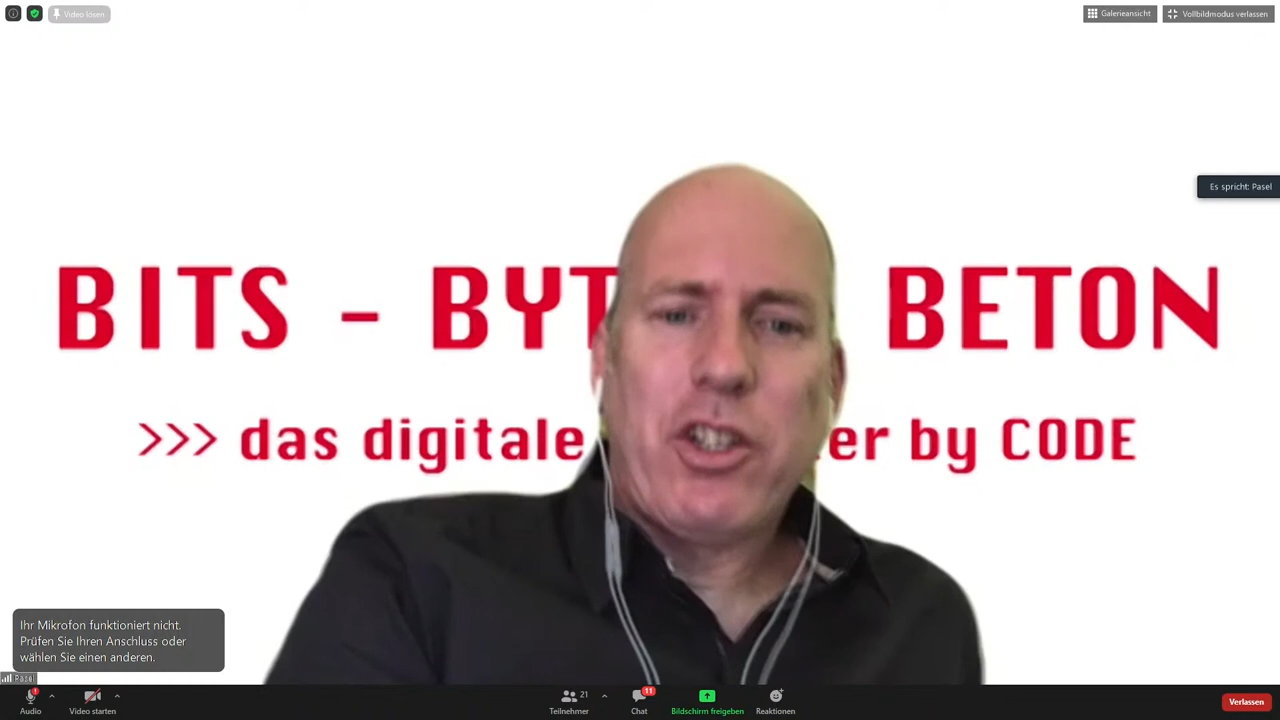 Video lösen
Galerieansicht
Vollbildmodus verlassen
Es spricht: Pasel
BITS - BYT BETON
>>> das digitale er by CODE
Ihr Mikrofon funktioniert nicht.
Prüfen Sie Ihren Anschluss oder
wählen Sie einen anderen.
Pasel
Audio
Video starten
21
Teilnehmer
11
Chat
Bildschirm freigeben
Reaktionen
Verlassen